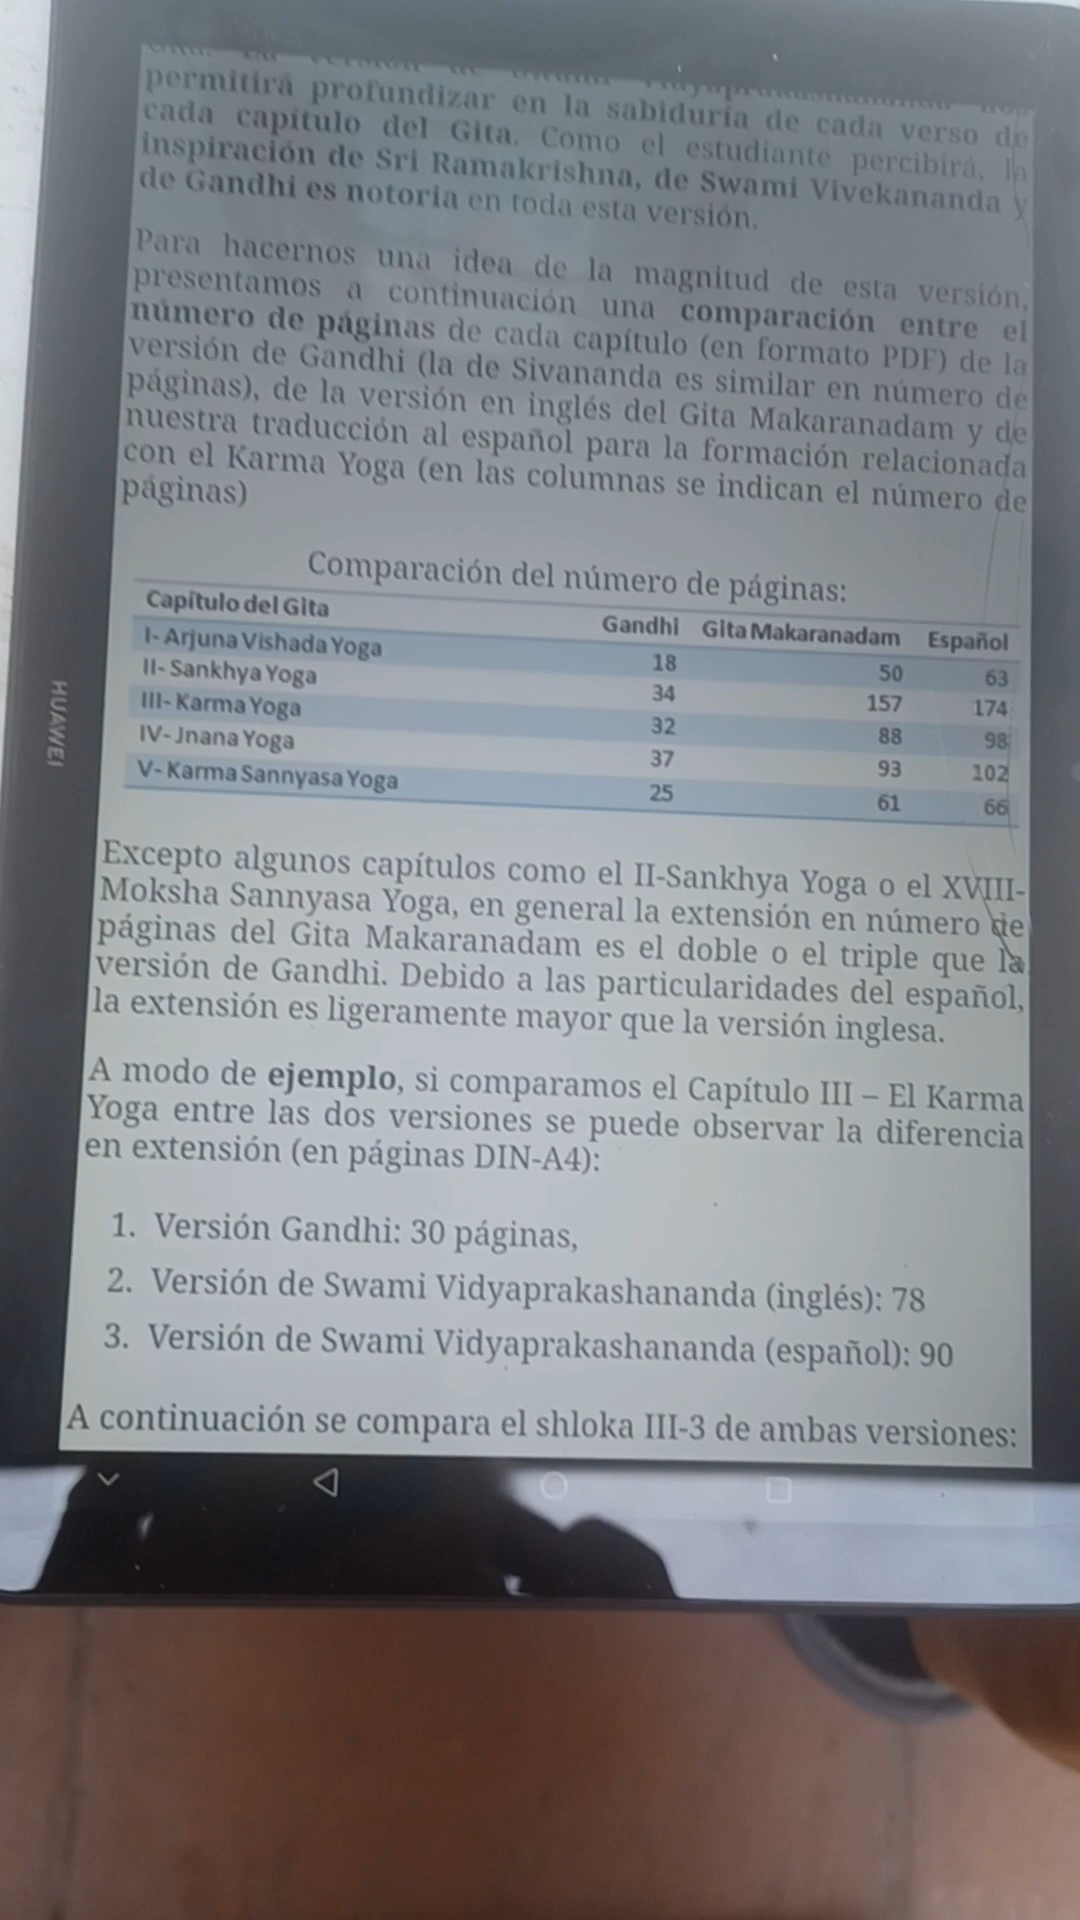 permitirá profundizar en la sabiduría de cada verso de
cada capítulo del Gita. Como el estudiante percibirá, la
inspiración de Sri Ramakrishna, de Swami Vivekananda y
de Gandhi es notoria en toda esta versión.
Para hacernos una idea de la magnitud de esta versión,
presentamos a continuación una comparación entre el
número de páginas de cada capítulo (en formato PDF) de la
versión de Gandhi (la de Sivananda es similar en número de
páginas), de la versión en inglés del Gita Makaranadam y de
nuestra traducción al español para la formación relacionada
con el Karma Yoga (en las columnas se indican el número de
páginas)
Comparación del número de páginas:
Capítulo del Gita Gandhi Gita Makaranadam Español
I- Arjuna Vishada Yoga 18 50 63
II- Sankhya Yoga 34 157 174
III- Karma Yoga 32 88 98
IV- Jnana Yoga 37 93 102
V- Karma Sannyasa Yoga 25 61 66
Excepto algunos capítulos como el II-Sankhya Yoga o el XVIII-
Moksha Sannyasa Yoga, en general la extensión en número de
páginas del Gita Makaranadam es el doble o el triple que la
versión de Gandhi. Debido a las particularidades del español,
la extensión es ligeramente mayor que la versión inglesa.
A modo de ejemplo, si comparamos el Capítulo III – El Karma
Yoga entre las dos versiones se puede observar la diferencia
en extensión (en páginas DIN-A4):
1. Versión Gandhi: 30 páginas,
2. Versión de Swami Vidyaprakashananda (inglés): 78
3. Versión de Swami Vidyaprakashananda (español): 90
A continuación se compara el shloka III-3 de ambas versiones:
HUAWEI